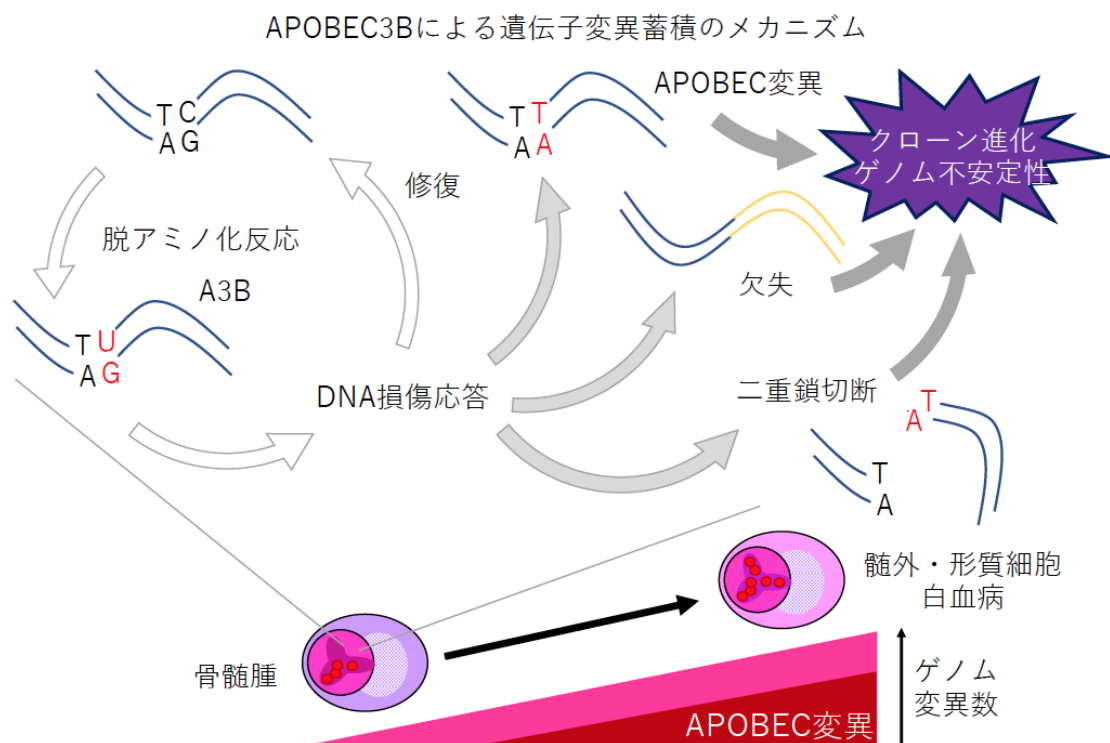 APOBEC3Bによる遺伝子変異蓄積のメカニズム
TC
AG
脱アミノ化反応
A3B
TU
AG
修復
DNA損傷応答
TT
AA
APOBEC変異
クローン進化
ゲノム不安定性
欠失
二重鎖切断
AT
T
A
髄外・形質細胞
白血病
骨髄腫
ゲノム
変異数
APOBEC変異